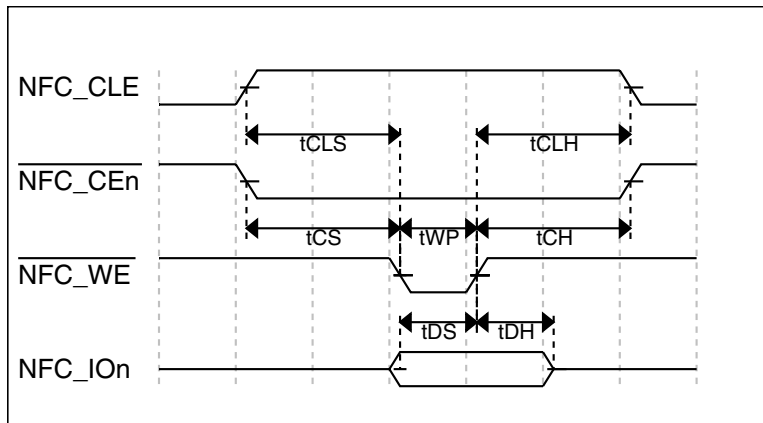 NFC_CLE
tCLS tCLH
NFC_CEn
tCS tWP tCH
NFC_WE
tDS tDH
NFC_IOn